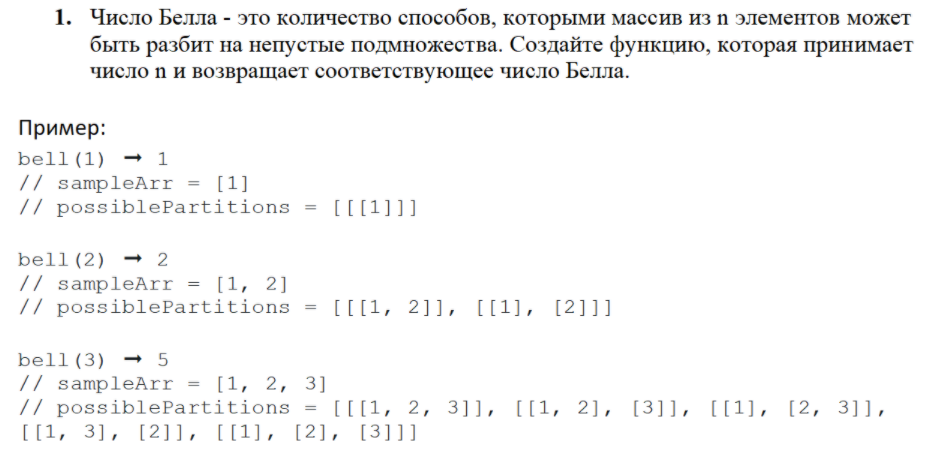 1. Число Белла - это количество способов, которыми массив из n элементов может
быть разбит на непустые подмножества. Создайте функцию, которая принимает
число n и возвращает соответствующее число Белла.
Пример:
bell(1) ➞ 1
// sampleArr = [1]
// possiblePartitions = [[[1]]]
bell(2) ➞ 2
// sampleArr = [1, 2]
// possiblePartitions = [[[1, 2]], [[1], [2]]]
bell(3) ➞ 5
// sampleArr = [1, 2, 3]
// possiblePartitions = [[[1, 2, 3]], [[1, 2], [3]], [[1], [2, 3]],
[[1, 3], [2]], [[1], [2], [3]]]